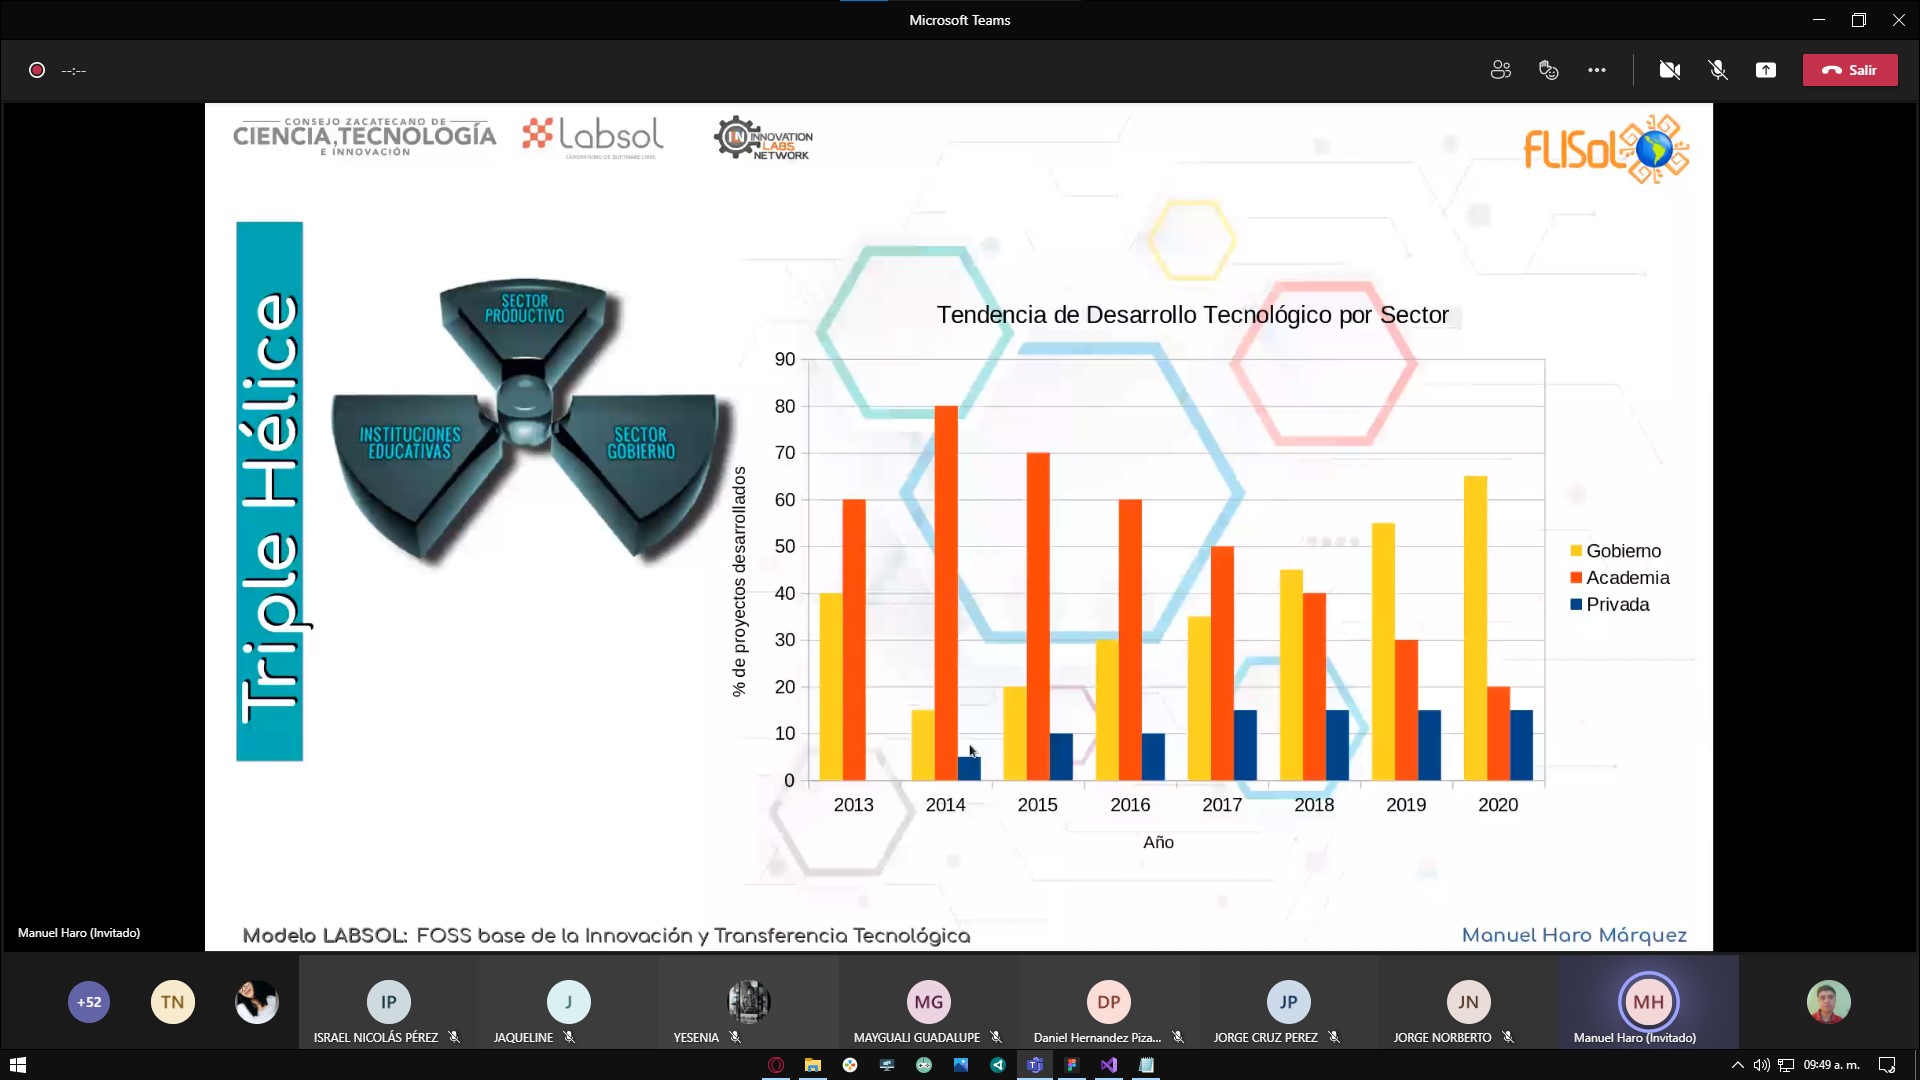 Microsoft Teams
--:--
Salir
CONSEJO ZACATECANO DE
CIENCIA,TECNOLOGÍA
E INNOVACIÓN
Labsol
LABORATORIO DE SOFTWARE LIBRE
IN INNOVATION
LABS
NETWORK
FLISoL
Triple Hélice
SECTOR
PRODUCTIVO
INSTITUCIONES
EDUCATIVAS
SECTOR
GOBIERNO
Tendencia de Desarrollo Tecnológico por Sector
% de proyectos desarrollados
90
80
70
60
50
40
30
20
10
0
2013 2014 2015 2016 2017 2018 2019 2020
Año
Gobierno
Academia
Privada
Manuel Haro (Invitado)
Modelo LABSOL: FOSS base de la Innovación y Transferencia Tecnológica
Manuel Haro Márquez
+52
TN
IP
J
MG
DP
JP
JN
MH
ISRAEL NICOLÁS PÉREZ
JAQUELINE
YESENIA
MAYGUALI GUADALUPE
Daniel Hernandez Piza...
JORGE CRUZ PEREZ
JORGE NORBERTO
Manuel Haro (Invitado)
09:49 a. m.